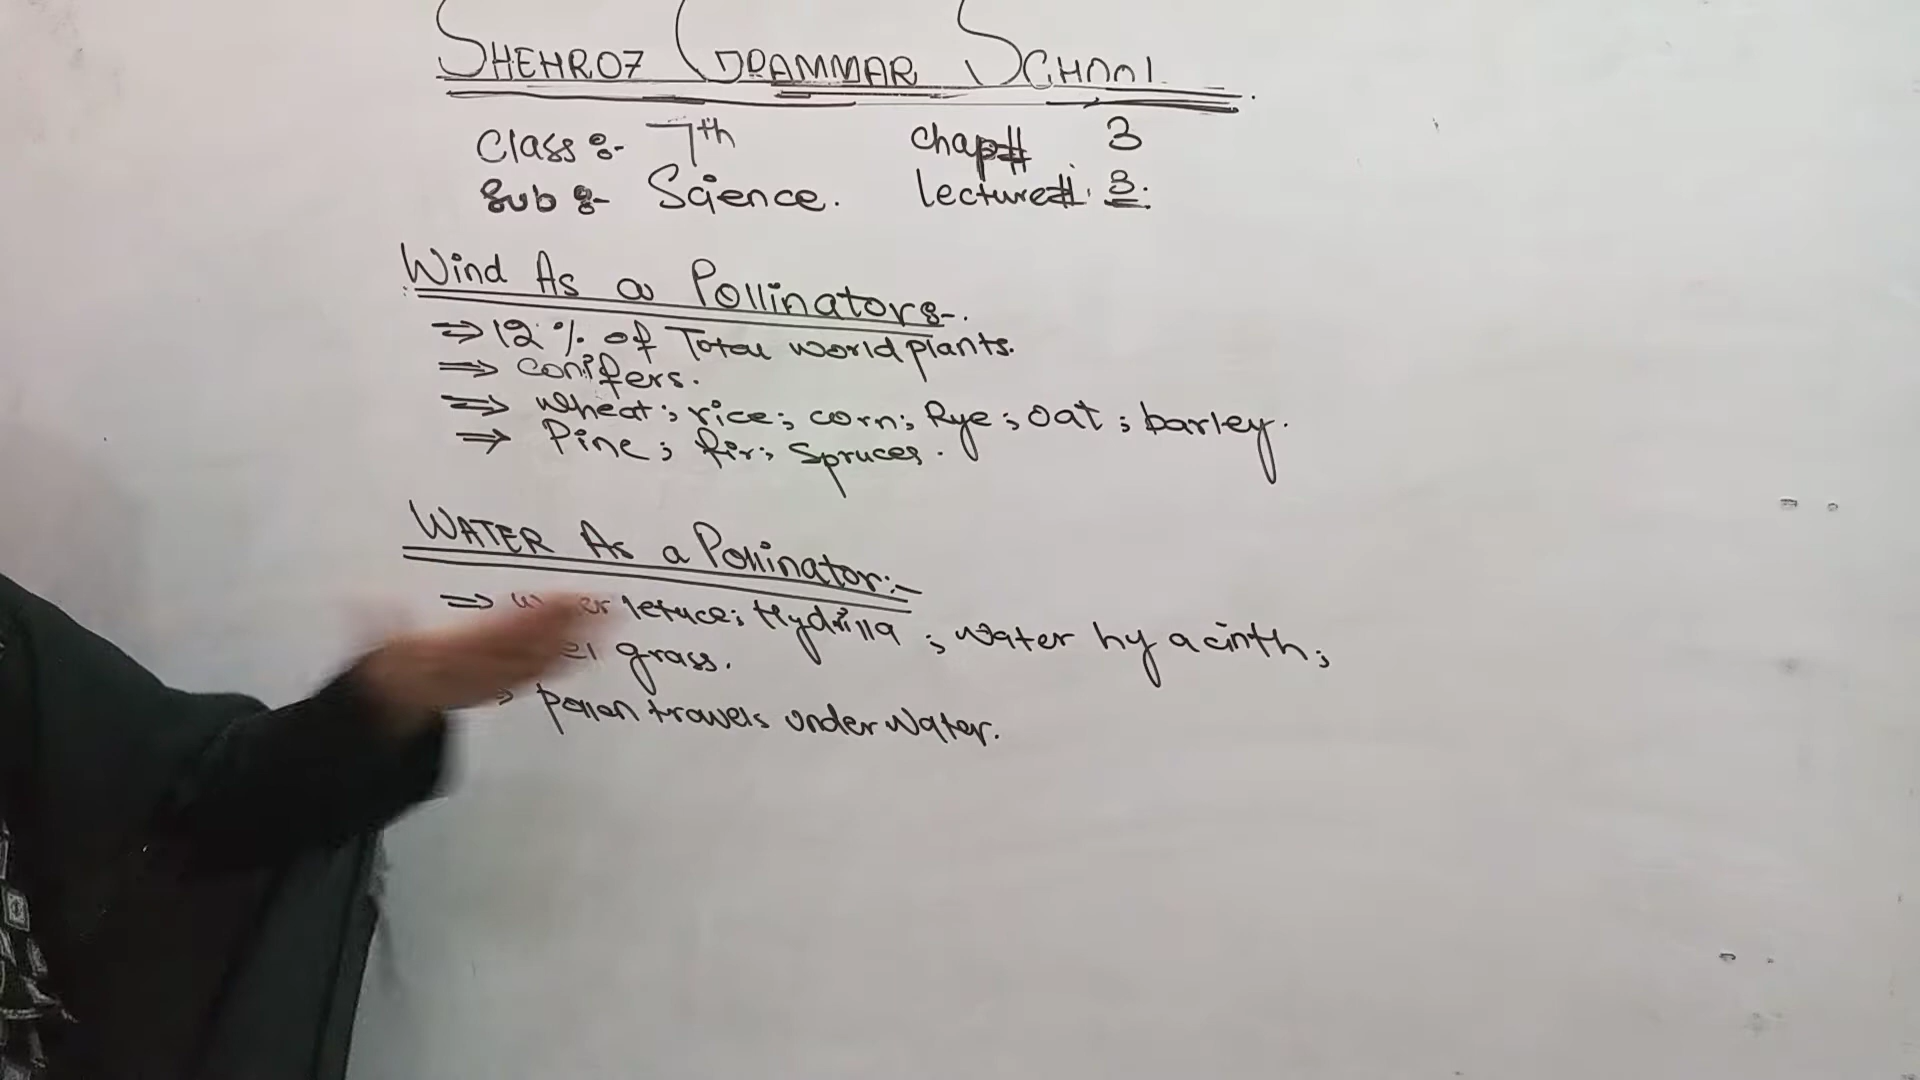 SHEHROZ GRAMMAR SCHOOL.
Class :- 7th chap# 3
Sub :- Science. lecture#. 3.
Wind As a Pollinators-.
⇒ 12% of Total world plants.
⇒ conifers.
⇒ wheat; rice; corn; Rye; oat; barley.
⇒ Pine; fir; Spruces.
WATER As a Pollinator:-
⇒ letuce; Hydrilla; water hyacinth;
grass.
⇒ pollen travels under water.